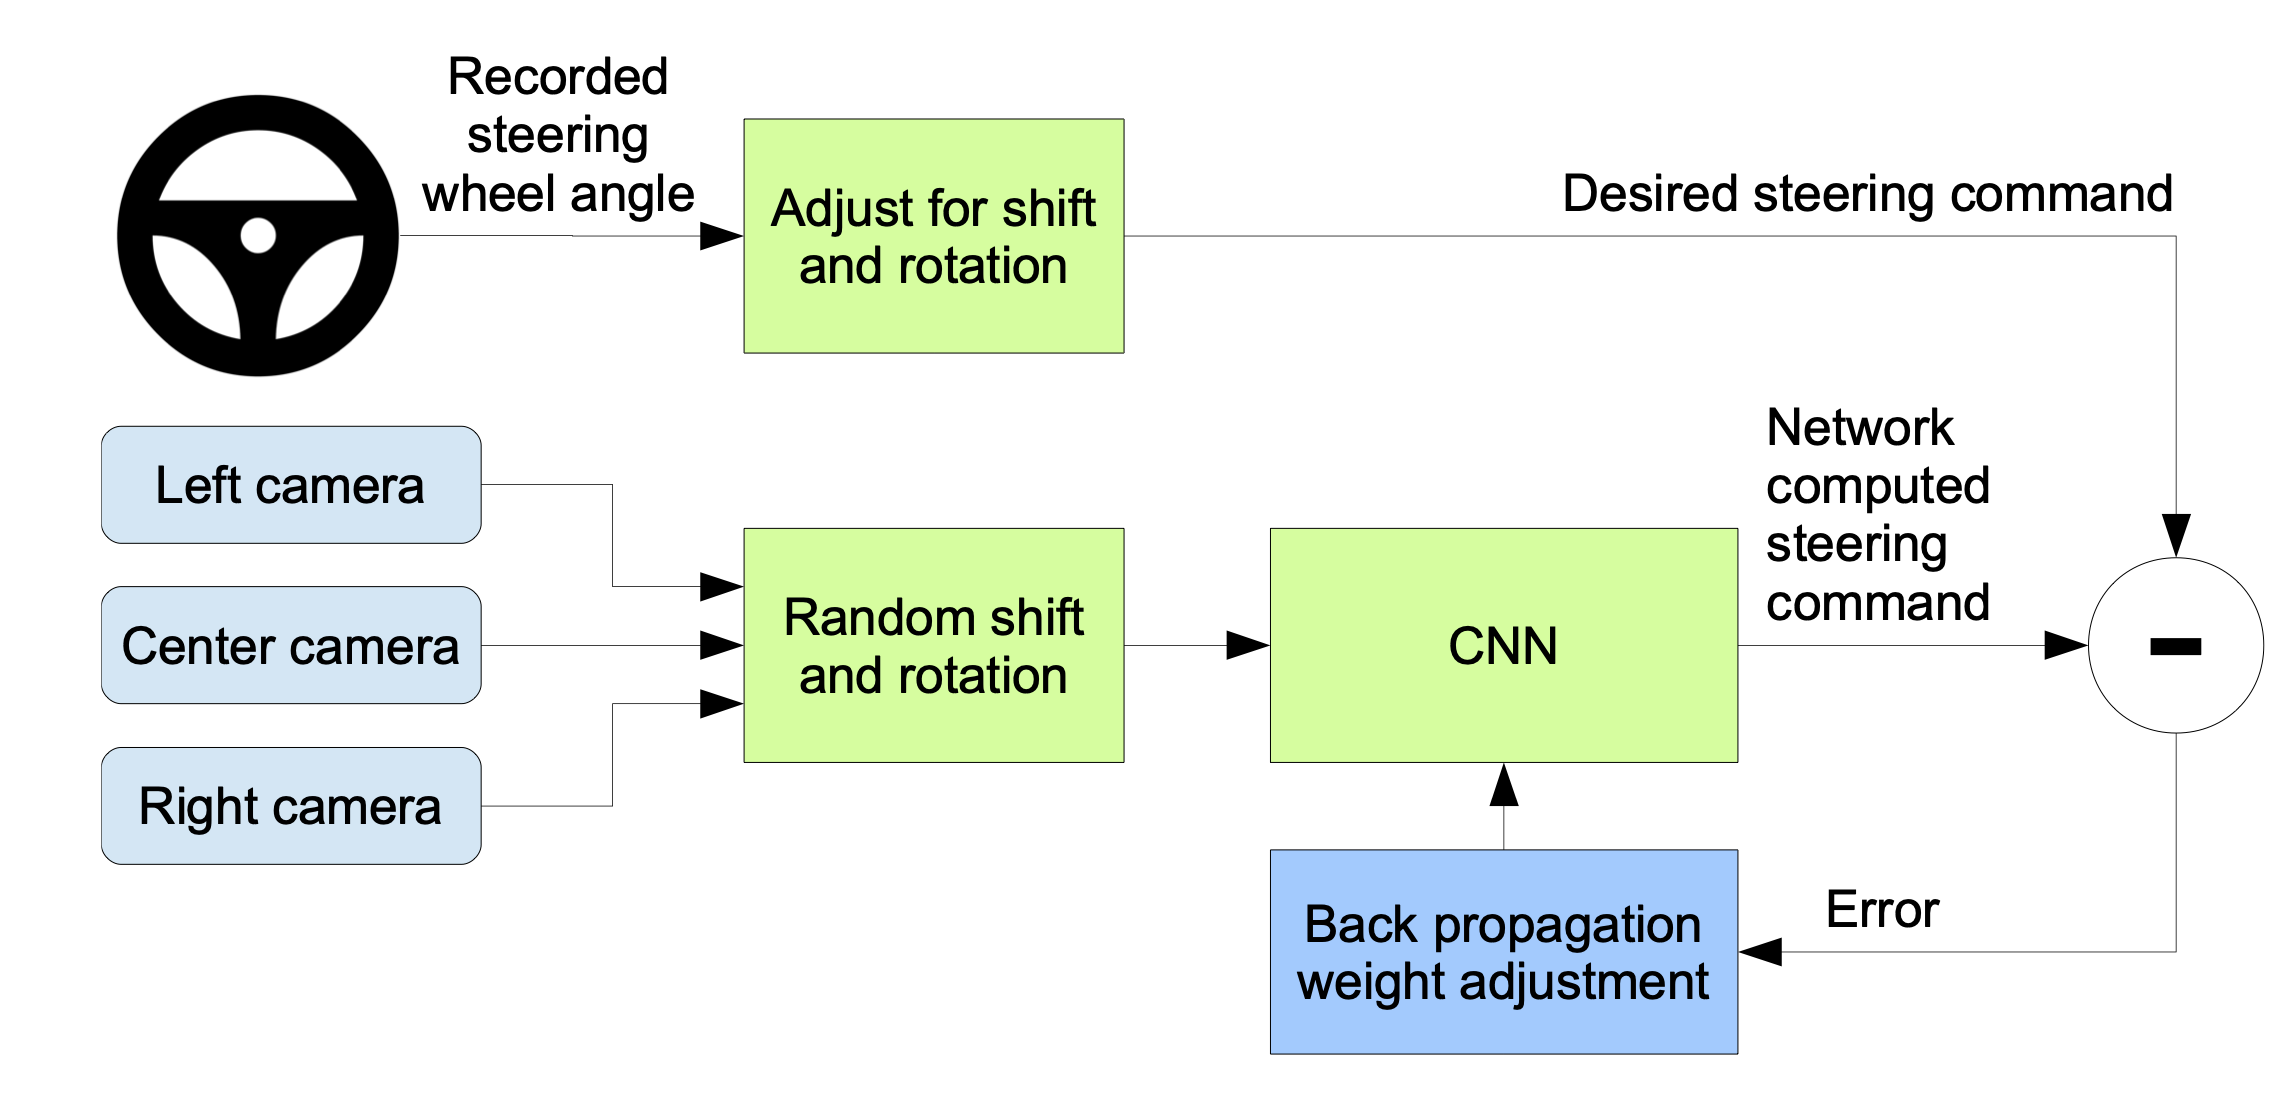 Recorded
steering
wheel angle
Adjust for shift
and rotation
Desired steering command
Left camera
Center camera
Right camera
Random shift
and rotation
CNN
Network
computed
steering
command
-
Back propagation
weight adjustment
Error